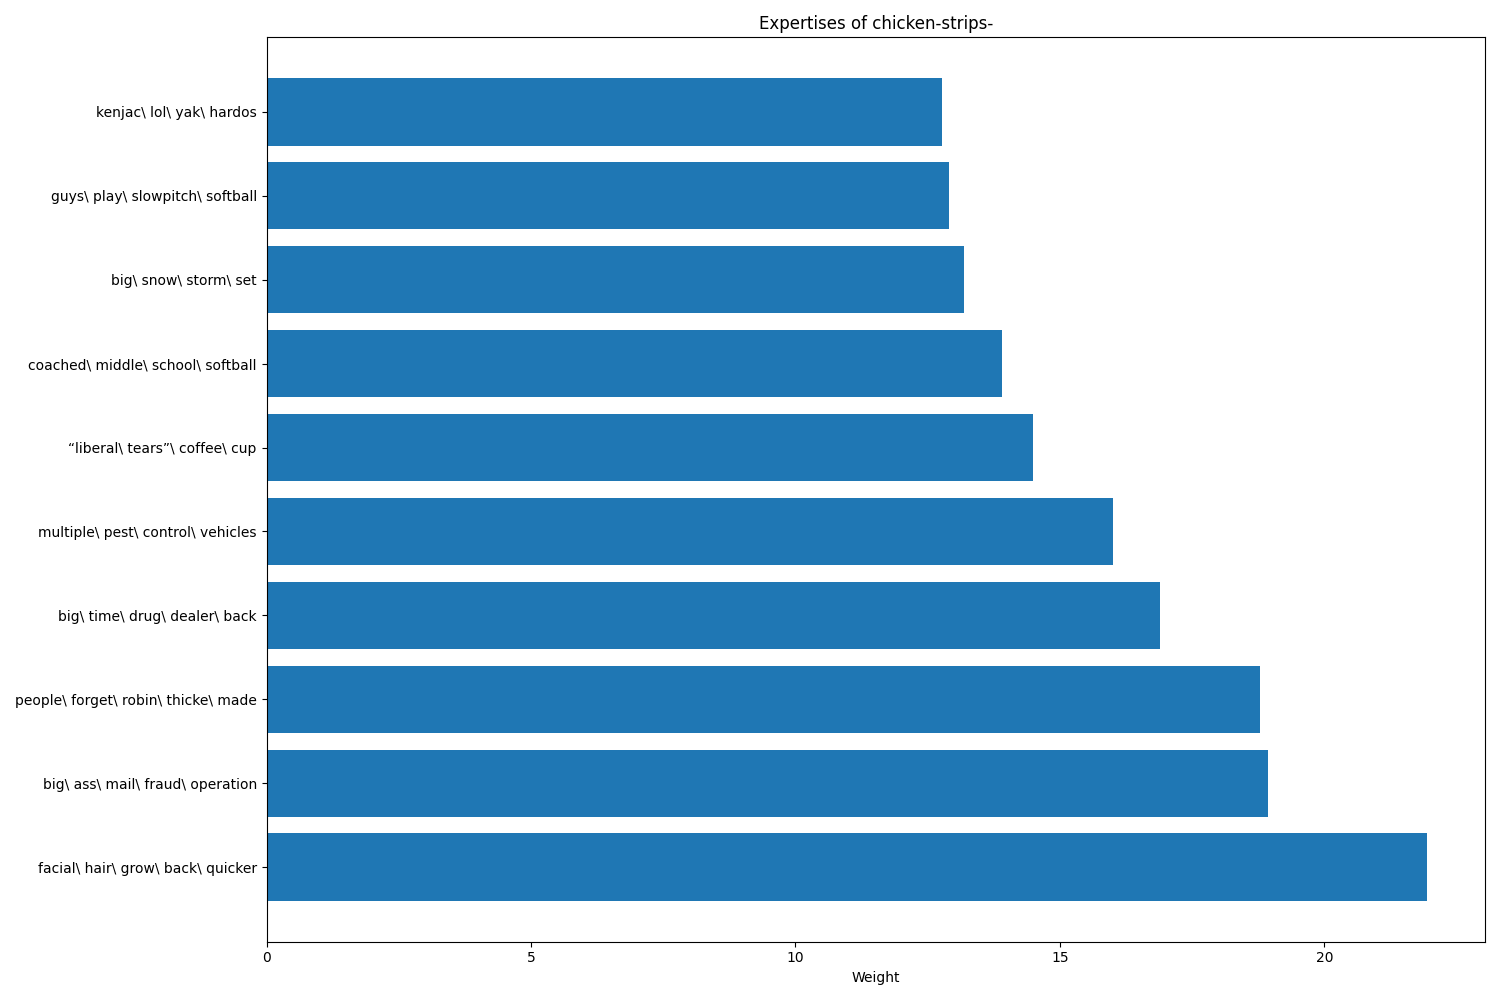 Expertises of chicken-strips-
kenjac\ lol\ yak\ hardos
guys\ play\ slowpitch\ softball
big\ snow\ storm\ set
coached\ middle\ school\ softball
“liberal\ tears”\ coffee\ cup
multiple\ pest\ control\ vehicles
big\ time\ drug\ dealer\ back
people\ forget\ robin\ thicke\ made
big\ ass\ mail\ fraud\ operation
facial\ hair\ grow\ back\ quicker
0 5 10 15 20
Weight